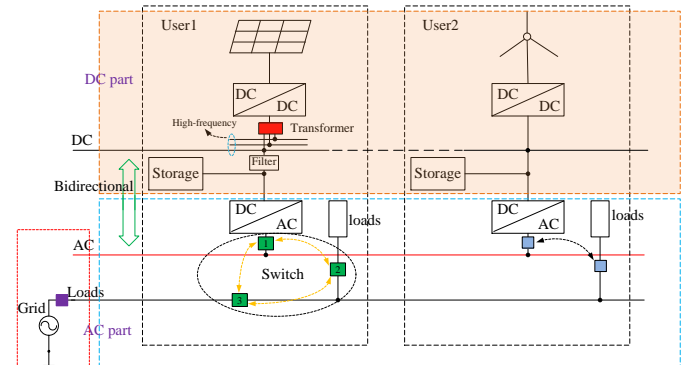 User1
User2
DC part
DC
DC
DC
DC
High-frequency
Transformer
DC
Filter
Storage
Storage
Bidirectional
DC
AC
loads
DC
AC
loads
AC
1
Switch
2
Loads
3
Grid
AC part